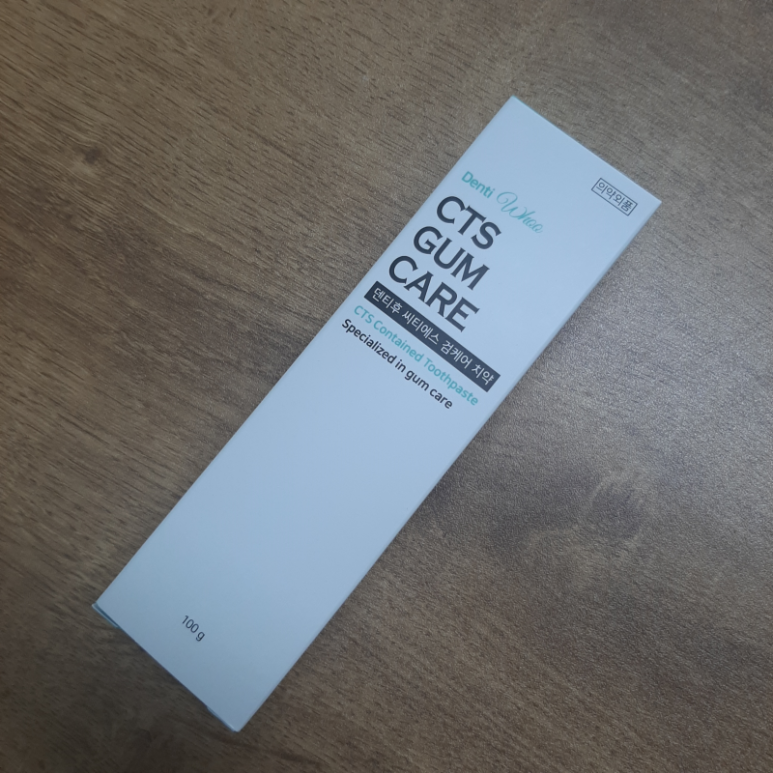 의약외품
Denti Whoo
CTS
GUM
CARE
덴티후 씨티에스 검케어 치약
CTS Contained Toothpaste
Specialized in gum care
100 g